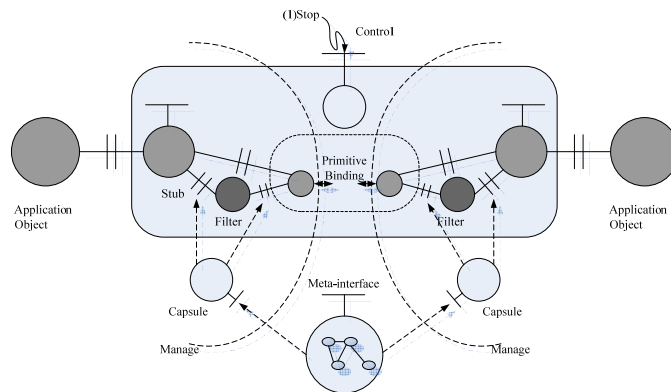 (1)Stop
Control
Primitive
Binding
Stub
Filter
Filter
Application
Object
Application
Object
Capsule
Meta-interface
Capsule
Manage
Manage